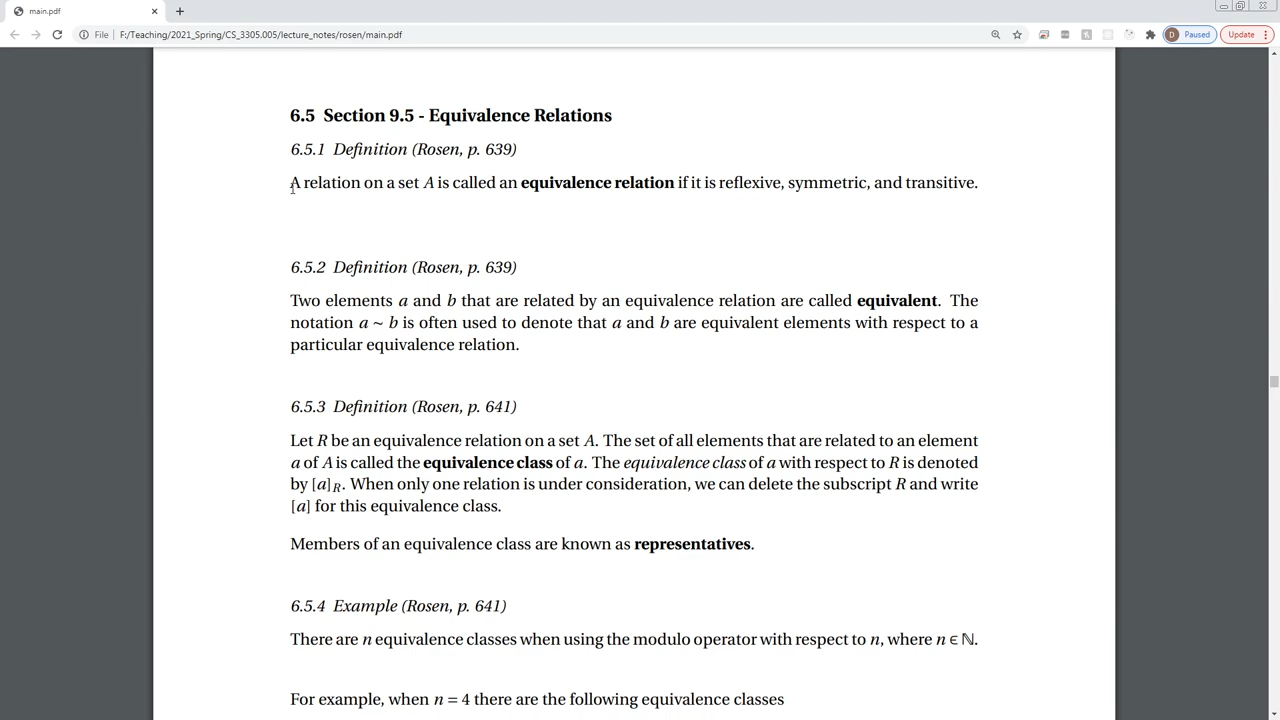 main.pdf
File | F:/Teaching/2021_Spring/CS_3305.005/lecture_notes/rosen/main.pdf
D Paused
Update
6.5 Section 9.5 - Equivalence Relations
6.5.1 Definition (Rosen, p. 639)
A relation on a set A is called an equivalence relation if it is reflexive, symmetric, and transitive.
6.5.2 Definition (Rosen, p. 639)
Two elements a and b that are related by an equivalence relation are called equivalent. The
notation a ~ b is often used to denote that a and b are equivalent elements with respect to a
particular equivalence relation.
6.5.3 Definition (Rosen, p. 641)
Let R be an equivalence relation on a set A. The set of all elements that are related to an element
a of A is called the equivalence class of a. The equivalence class of a with respect to R is denoted
by [a]R. When only one relation is under consideration, we can delete the subscript R and write
[a] for this equivalence class.
Members of an equivalence class are known as representatives.
6.5.4 Example (Rosen, p. 641)
There are n equivalence classes when using the modulo operator with respect to n, where n ∈ ℕ.
For example, when n = 4 there are the following equivalence classes